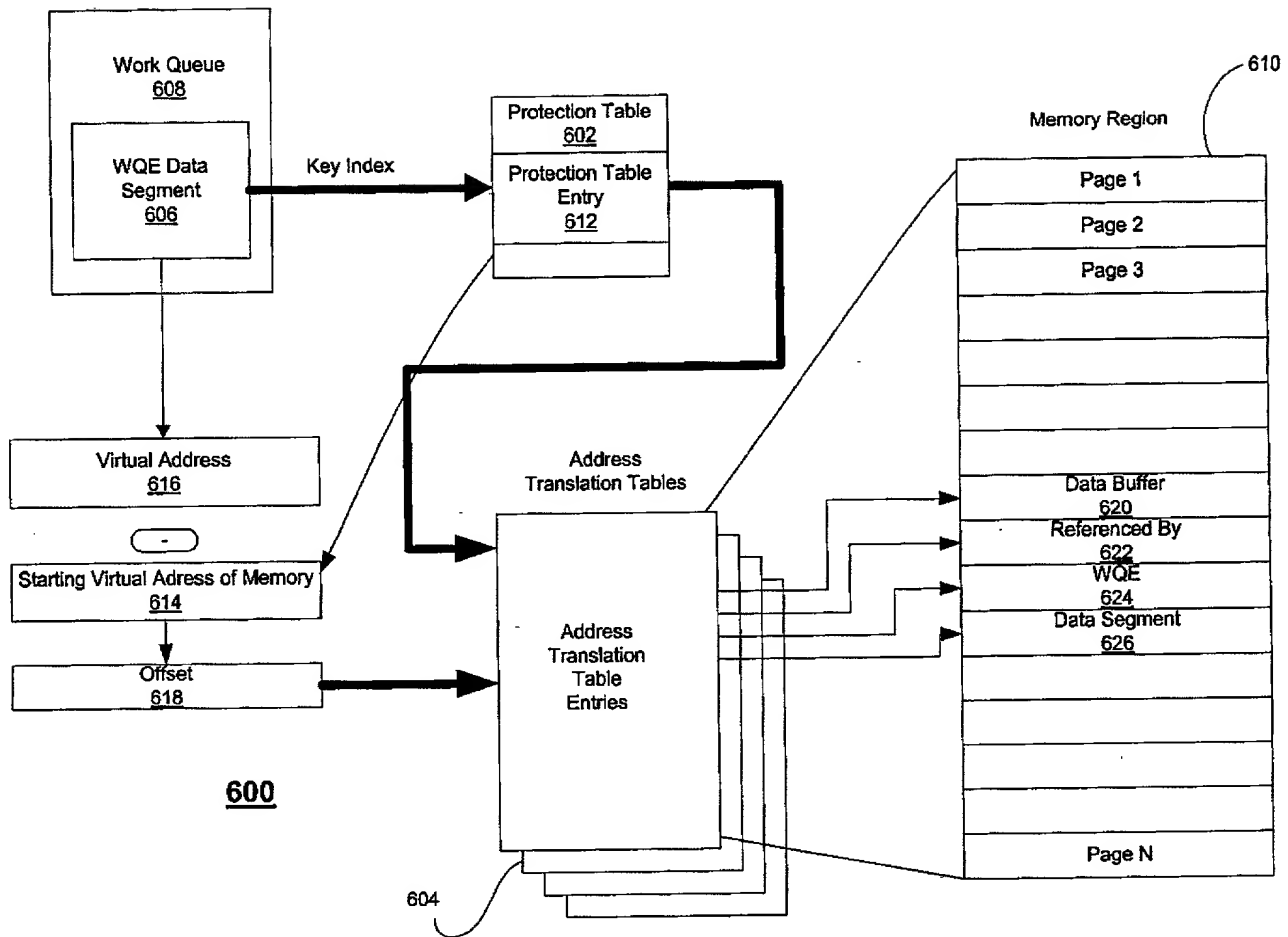 Work Queue
608
WQE Data
Segment
606
Key Index
Protection Table
602
Protection Table
Entry
612
610
Memory Region
Page 1
Page 2
Page 3
Virtual Address
616
-
Starting Virtual Adress of Memory
614
Offset
618
Address
Translation Tables
Address
Translation
Table
Entries
Data Buffer
620
Referenced By
622
WQE
624
Data Segment
626
Page N
600
604